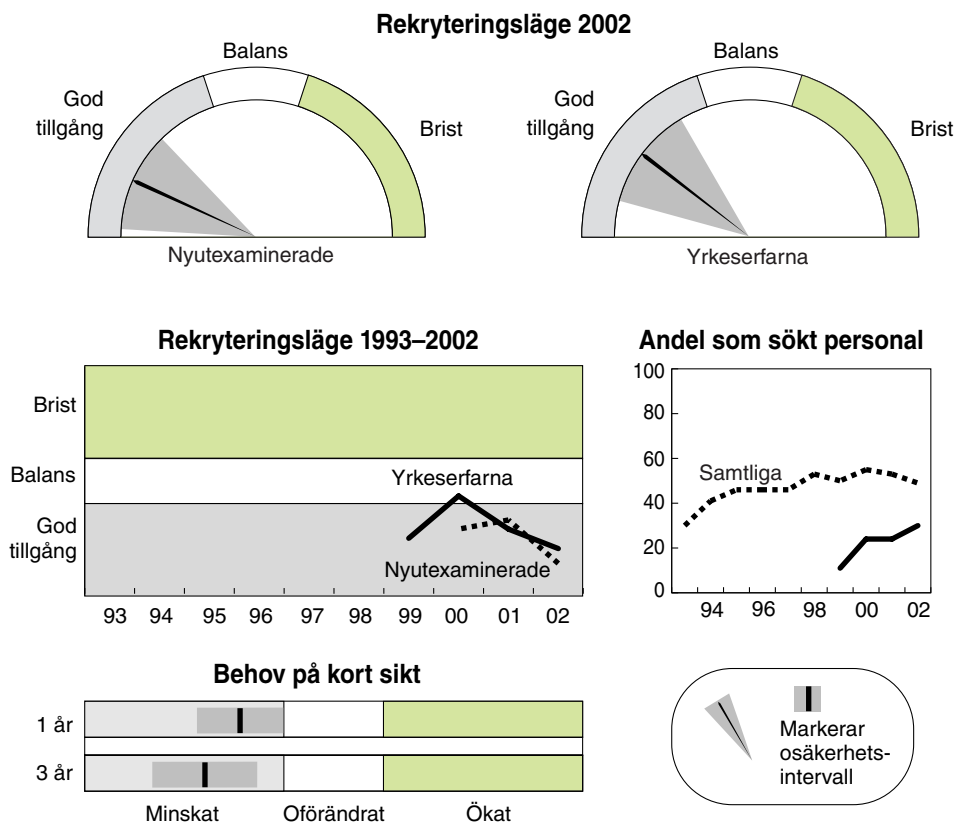 Rekryteringsläge 2002
Balans
God
tillgång
Brist
Nyutexaminerade
Balans
God
tillgång
Brist
Yrkeserfarna
Rekryteringsläge 1993–2002
Brist
Balans
God
tillgång
Yrkeserfarna
Nyutexaminerade
93 94 95 96 97 98 99 00 01 02
Andel som sökt personal
100
80
60
40
20
0
Samtliga
94 96 98 00 02
Behov på kort sikt
1 år
3 år
Minskat Oförändrat Ökat
Markerar
osäkerhets-
intervall